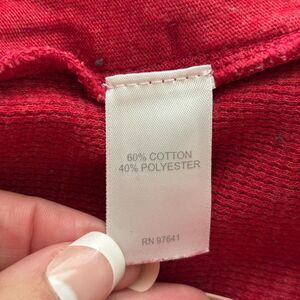 60% COTTON
40% POLYESTER
RN 97641